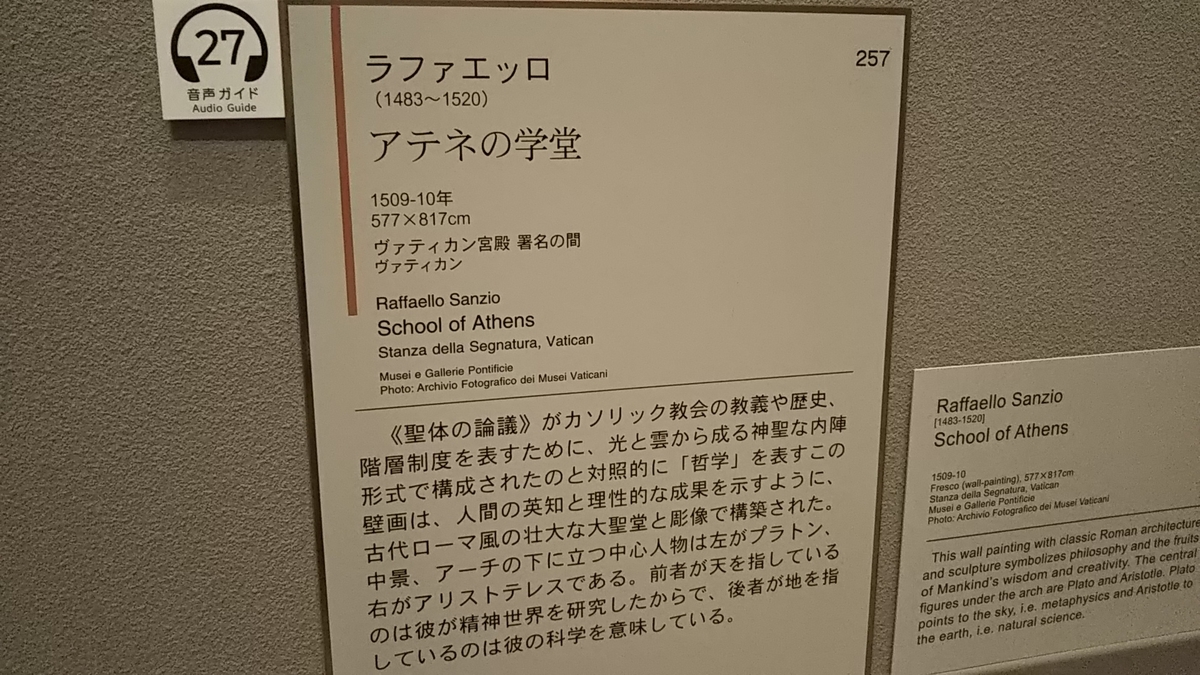 27
音声ガイド
Audio Guide
257
ラファエッロ
（1483〜1520）
アテネの学堂
1509-10年
577×817cm
ヴァティカン宮殿 署名の間
ヴァティカン
Raffaello Sanzio
School of Athens
Stanza della Segnatura, Vatican
Musei e Gallerie Pontificie
Photo: Archivio Fotografico dei Musei Vaticani
《聖体の論議》がカソリック教会の教義や歴史、
階層制度を表すために、光と雲から成る神聖な内陣
形式で構成されたのと対照的に「哲学」を表すこの
壁画は、人間の英知と理性的な成果を示すように、
古代ローマ風の壮大な大聖堂と彫像で構築された。
中景、アーチの下に立つ中心人物は左がプラトン、
右がアリストテレスである。前者が天を指している
のは彼が精神世界を研究したからで、後者が地を指
しているのは彼の科学を意味している。
Raffaello Sanzio
[1483-1520]
School of Athens
1509-10
Fresco (wall-painting), 577×817cm
Stanza della Segnatura, Vatican
Musei e Gallerie Pontificie
Photo: Archivio Fotografico dei Musei Vaticani
This wall painting with classic Roman architecture
and sculpture symbolizes philosophy and the fruits
of Mankind's wisdom and creativity. The central
figures under the arch are Plato and Aristotle. Plato
points to the sky, i.e. metaphysics and Aristotle to
the earth, i.e. natural science.